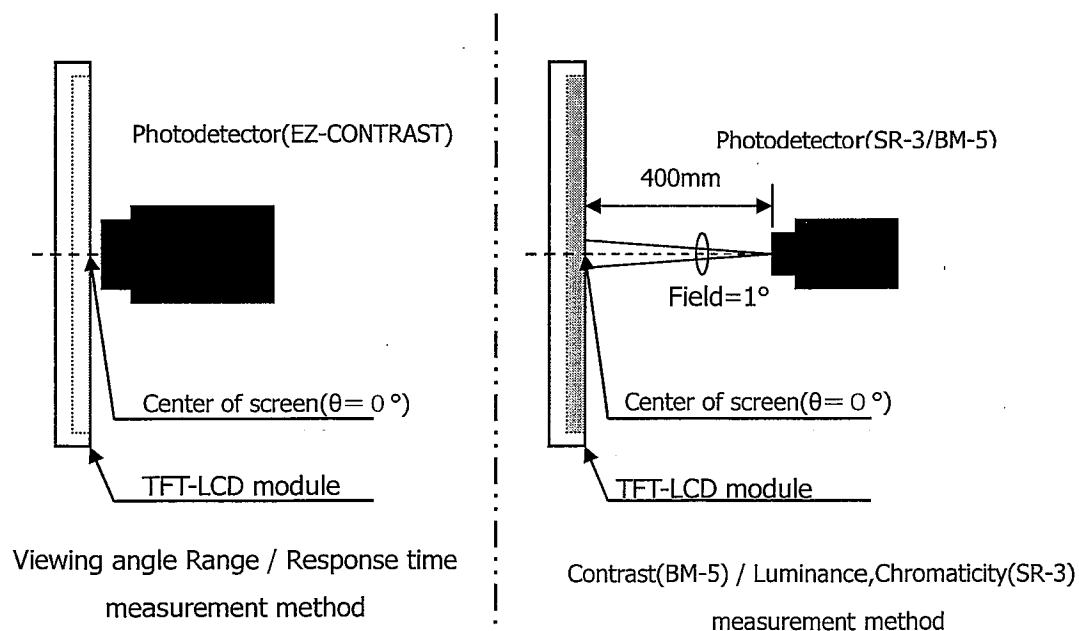 Photodetector(EZ-CONTRAST)
Center of screen(θ= 0 °)
TFT-LCD module
Viewing angle Range / Response time
measurement method
Photodetector(SR-3/BM-5)
400mm
Field=1°
Center of screen(θ= 0 °)
TFT-LCD module
Contrast(BM-5) / Luminance,Chromaticity(SR-3)
measurement method